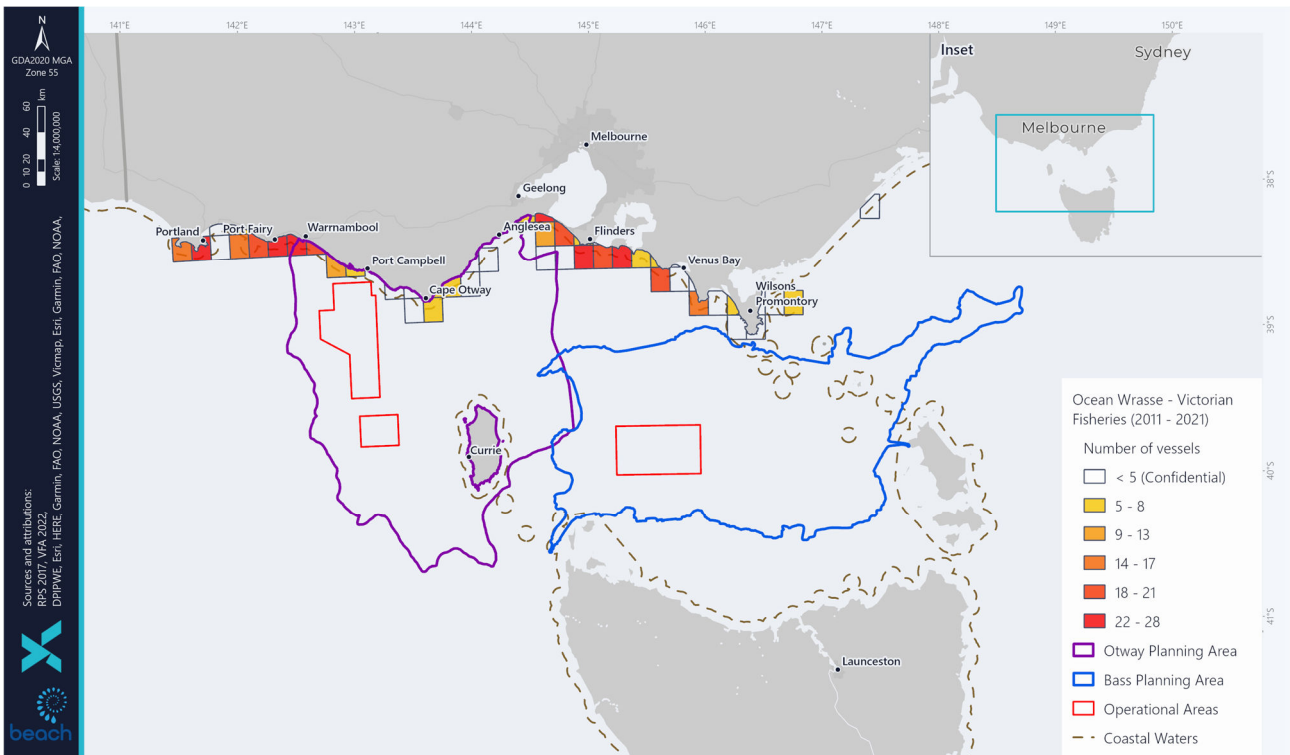 N
GDA2020 MGA
Zone 55
0 10 20 40 60
km
Scale: 1:4,000,000
Sources and attributions:
RPS 2017, VFA 2022,
DPIPWE, Esri, HERE, Garmin, FAO, NOAA, USGS, Vicmap, Esri, Garmin, FAO, NOAA,
beach
141°E 142°E 143°E 144°E 145°E 146°E 147°E 148°E 149°E 150°E
38°S
39°S
40°S
41°S
Inset
Sydney
Melbourne
Melbourne
Geelong
Portland
Port Fairy
Warrnambool
Anglesea
Flinders
Port Campbell
Venus Bay
Cape Otway
Wilsons
Promontory
Currie
Launceston
Ocean Wrasse - Victorian
Fisheries (2011 - 2021)
Number of vessels
< 5 (Confidential)
5 - 8
9 - 13
14 - 17
18 - 21
22 - 28
Otway Planning Area
Bass Planning Area
Operational Areas
Coastal Waters